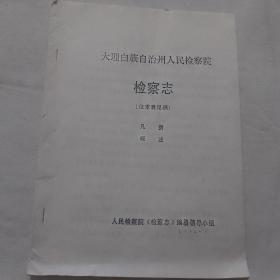 大理白族自治州人民检察院
检察志
(征求意见稿)
凡例
概述
人民检察院《检察志》编纂领导小组